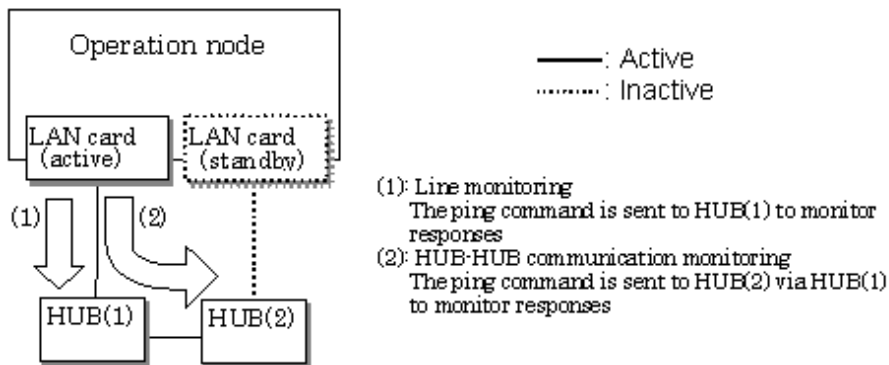 Operation node
LAN card
(active)
LAN card
(standby)
: Active
: Inactive
(1)
(2)
HUB(1)
HUB(2)
(1): Line monitoring
The ping command is sent to HUB(1) to monitor
responses
(2): HUB-HUB communication monitoring
The ping command is sent to HUB(2) via HUB(1)
to monitor responses